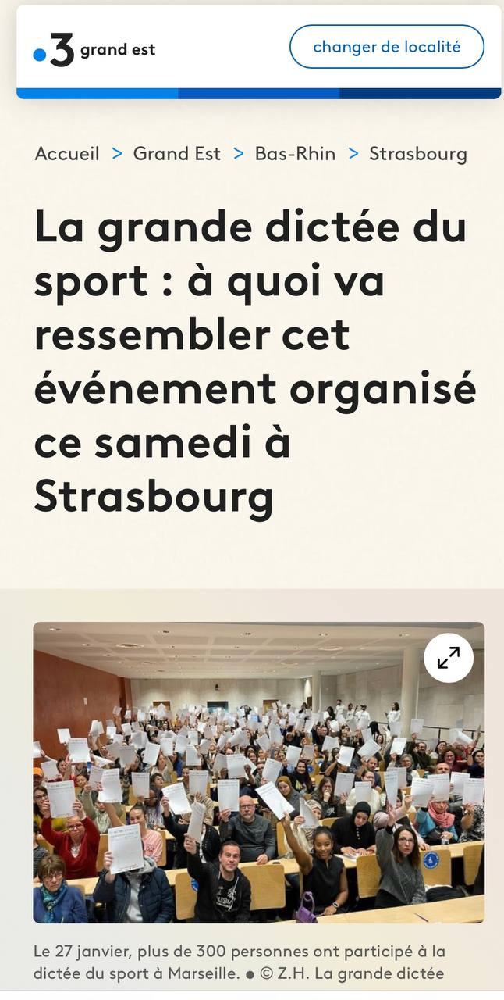 3 grand est
changer de localité
Accueil > Grand Est > Bas-Rhin > Strasbourg
La grande dictée du
sport : à quoi va
ressembler cet
événement organisé
ce samedi à
Strasbourg
Le 27 janvier, plus de 300 personnes ont participé à la
dictée du sport à Marseille. • © Z.H. La grande dictée